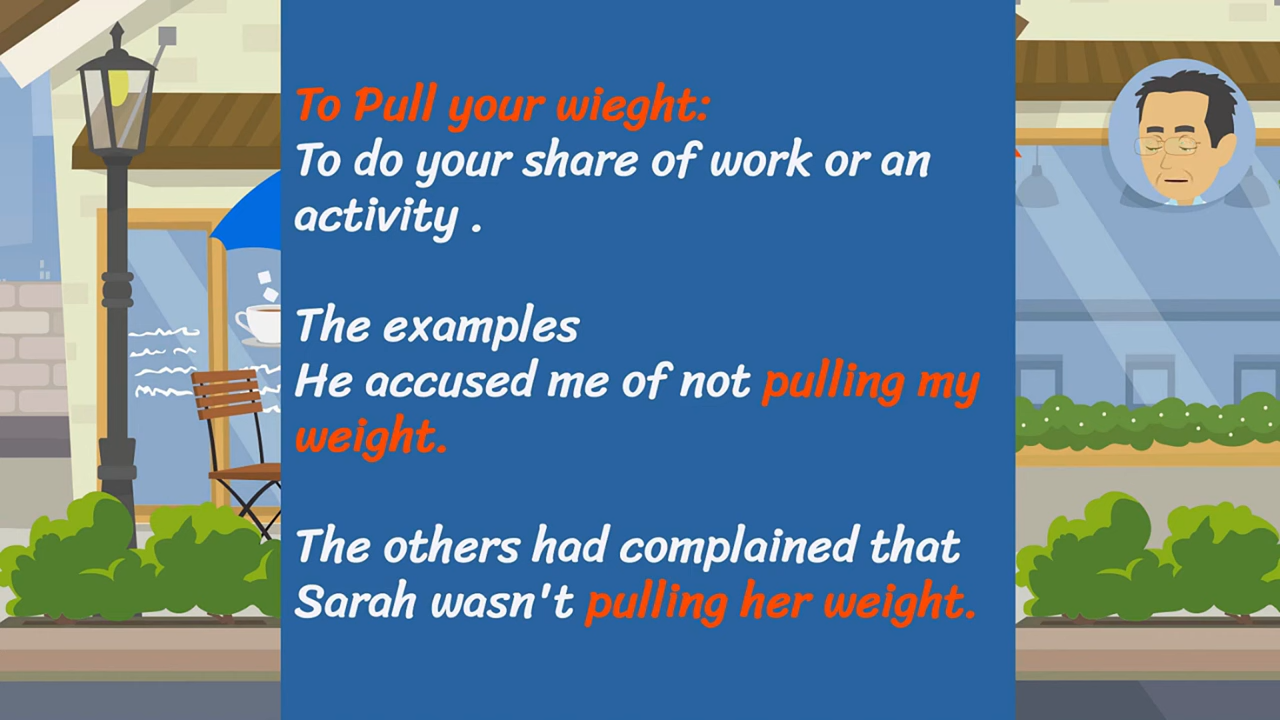 To Pull your wieght:
To do your share of work or an
activity .
The examples
He accused me of not pulling my
weight.
The others had complained that
Sarah wasn't pulling her weight.